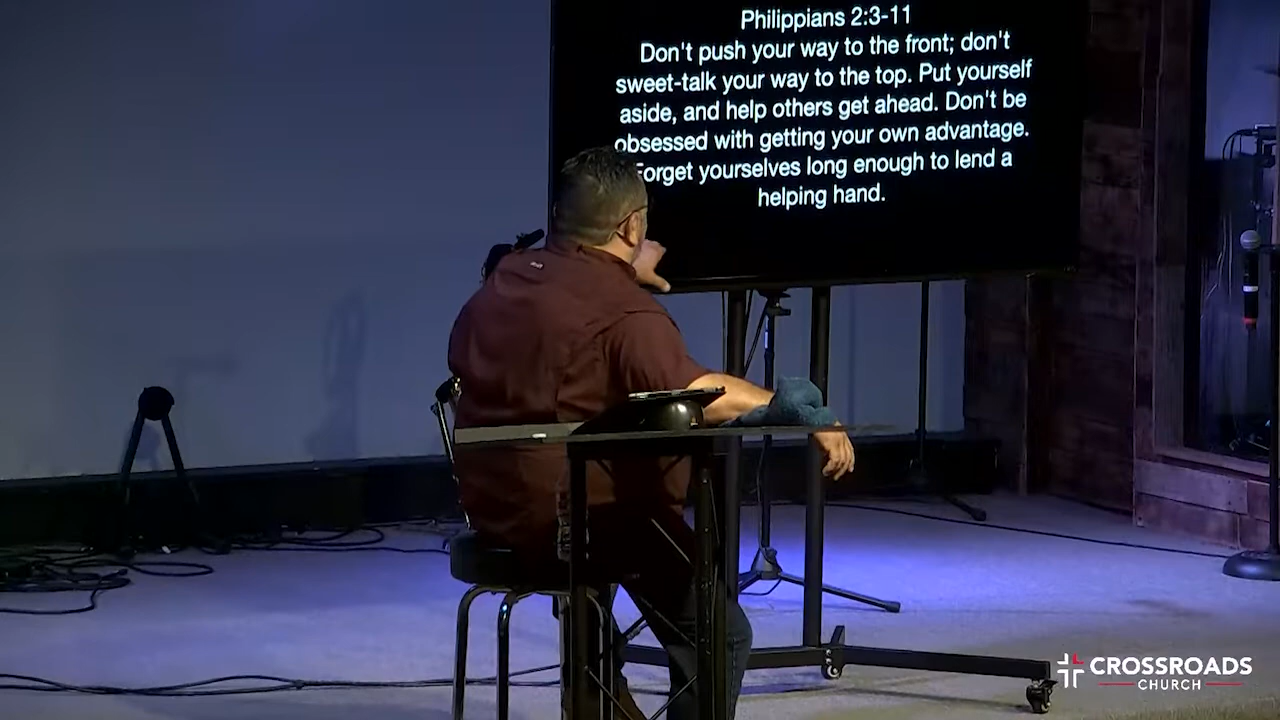 Philippians 2:3-11
Don't push your way to the front; don't
sweet-talk your way to the top. Put yourself
aside, and help others get ahead. Don't be
obsessed with getting your own advantage.
Forget yourselves long enough to lend a
helping hand.
CROSSROADS
CHURCH